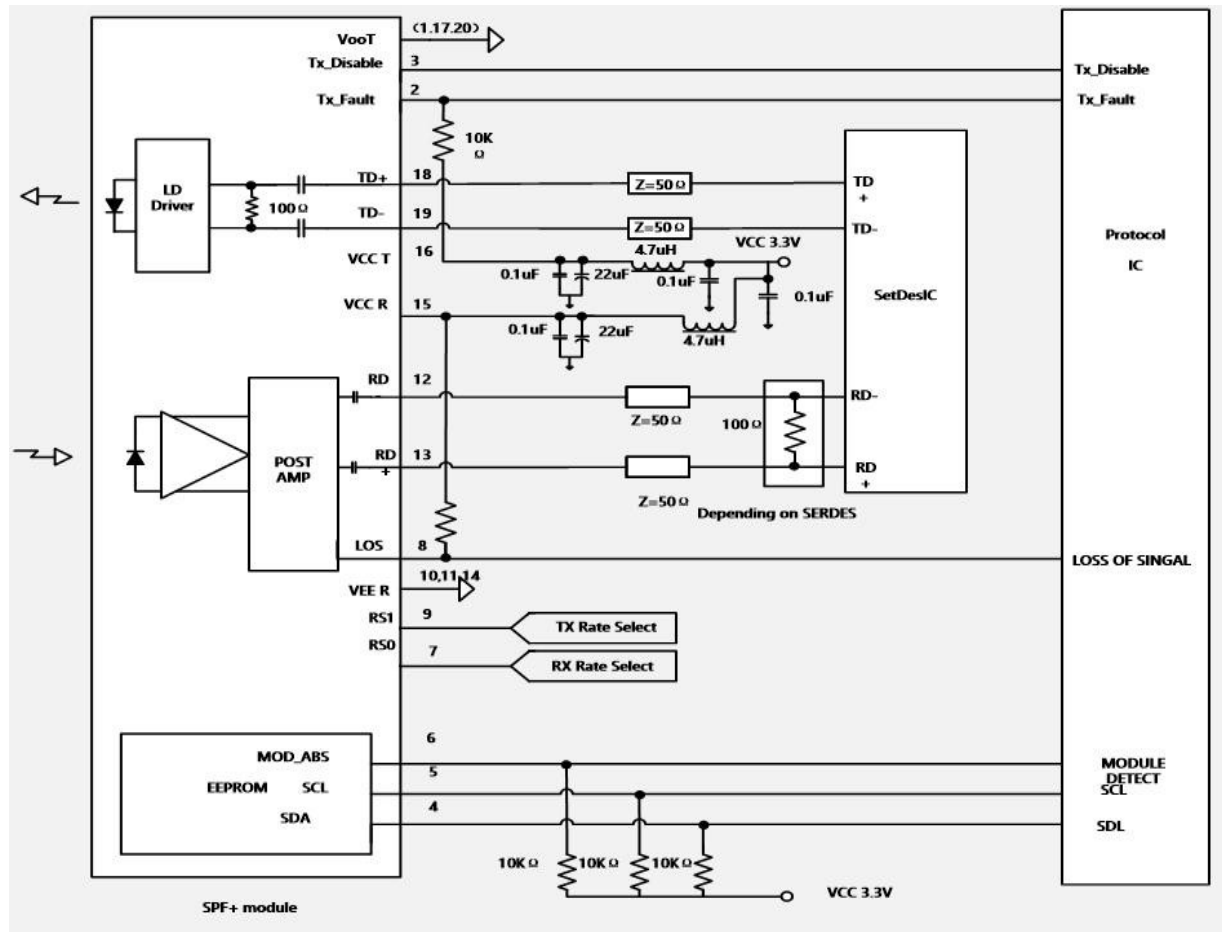 VooT
(1.17.20)
Tx_Disable
3
Tx_Disable
Tx_Fault
2
Tx_Fault
10K
Ω
LD
Driver
100Ω
TD+
18
Z=50Ω
TD
+
TD-
19
Z=50Ω
TD-
VCC T
16
4.7uH
VCC 3.3V
0.1uF
22uF
0.1uF
0.1uF
Protocol
IC
SetDesIC
VCC R
15
0.1uF
22uF
4.7uH
RD
-
12
Z=50Ω
RD-
100Ω
POST
AMP
RD
+
13
Z=50Ω
RD
+
Depending on SERDES
LOS
8
LOSS OF SINGAL
VEE R
10,11,14
RS1
9
TX Rate Select
RS0
7
RX Rate Select
MOD_ABS
6
MODULE
DETECT
EEPROM
SCL
5
SCL
SDA
4
SDL
10KΩ
10KΩ
10KΩ
VCC 3.3V
SPF+ module